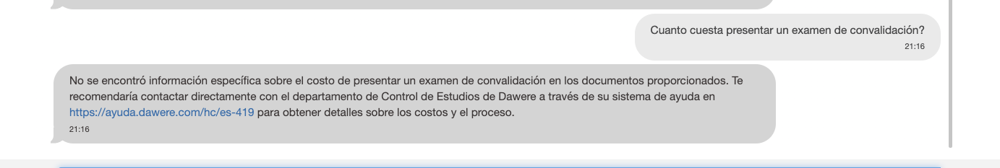 Cuanto cuesta presentar un examen de convalidación?
21:16
No se encontró información específica sobre el costo de presentar un examen de convalidación en los documentos proporcionados. Te
recomendaría contactar directamente con el departamento de Control de Estudios de Dawere a través de su sistema de ayuda en
https://ayuda.dawere.com/hc/es-419 para obtener detalles sobre los costos y el proceso.
21:16